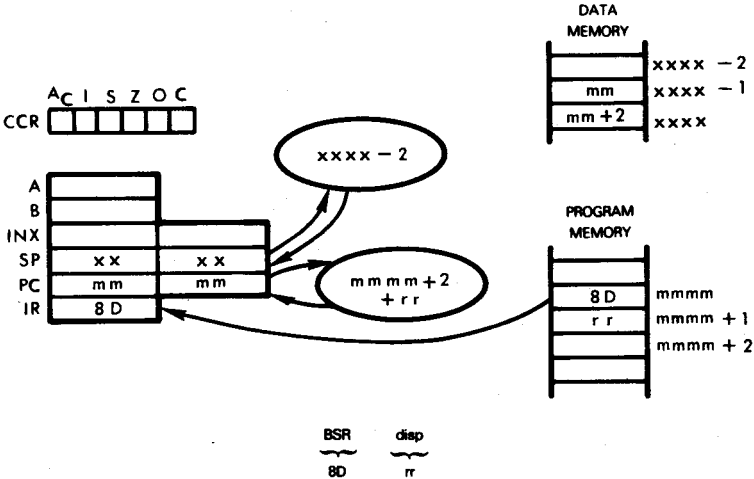 DATA
MEMORY
xxxx -2
mm xxxx -1
mm +2 xxxx
AC I S Z O C
CCR
xxxx - 2
A
B
INX
SP xx xx
PC mm mm
IR 8D
mmmm+2
+rr
PROGRAM
MEMORY
8D mmmm
rr mmmm + 1
mmmm + 2
BSR disp
8D rr